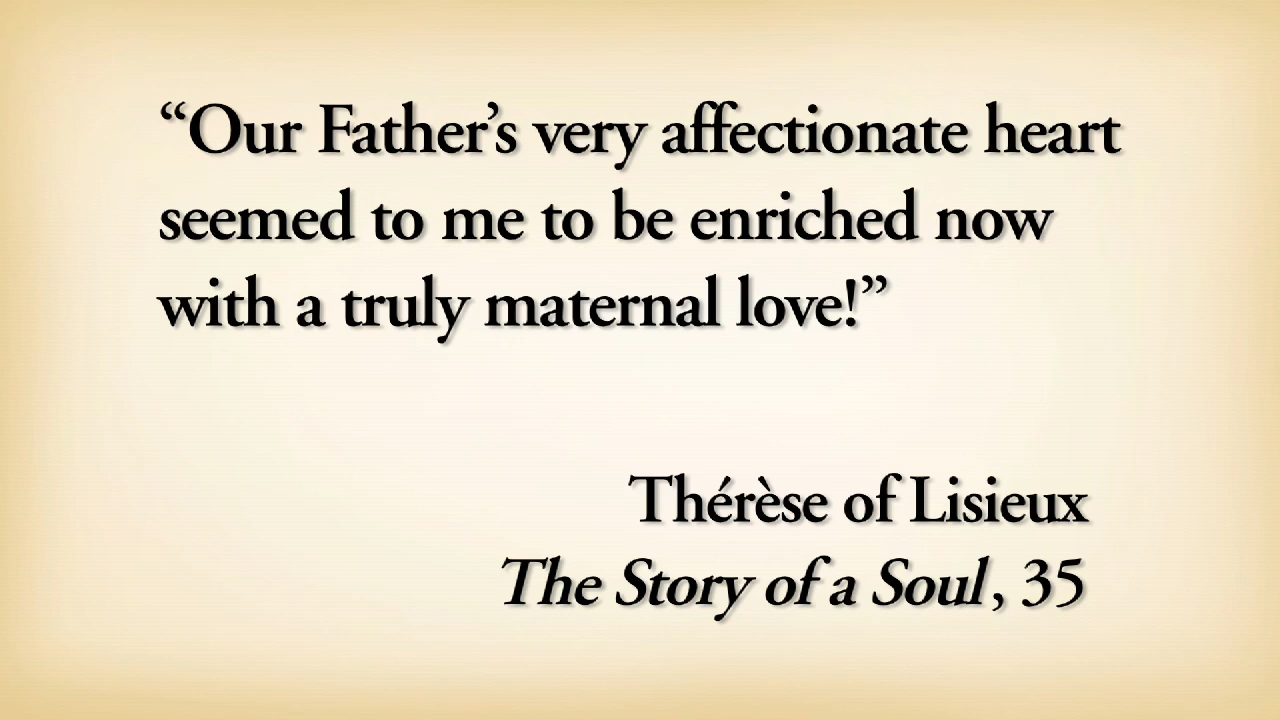 “Our Father’s very affectionate heart
seemed to me to be enriched now
with a truly maternal love!”
Thérèse of Lisieux
The Story of a Soul, 35